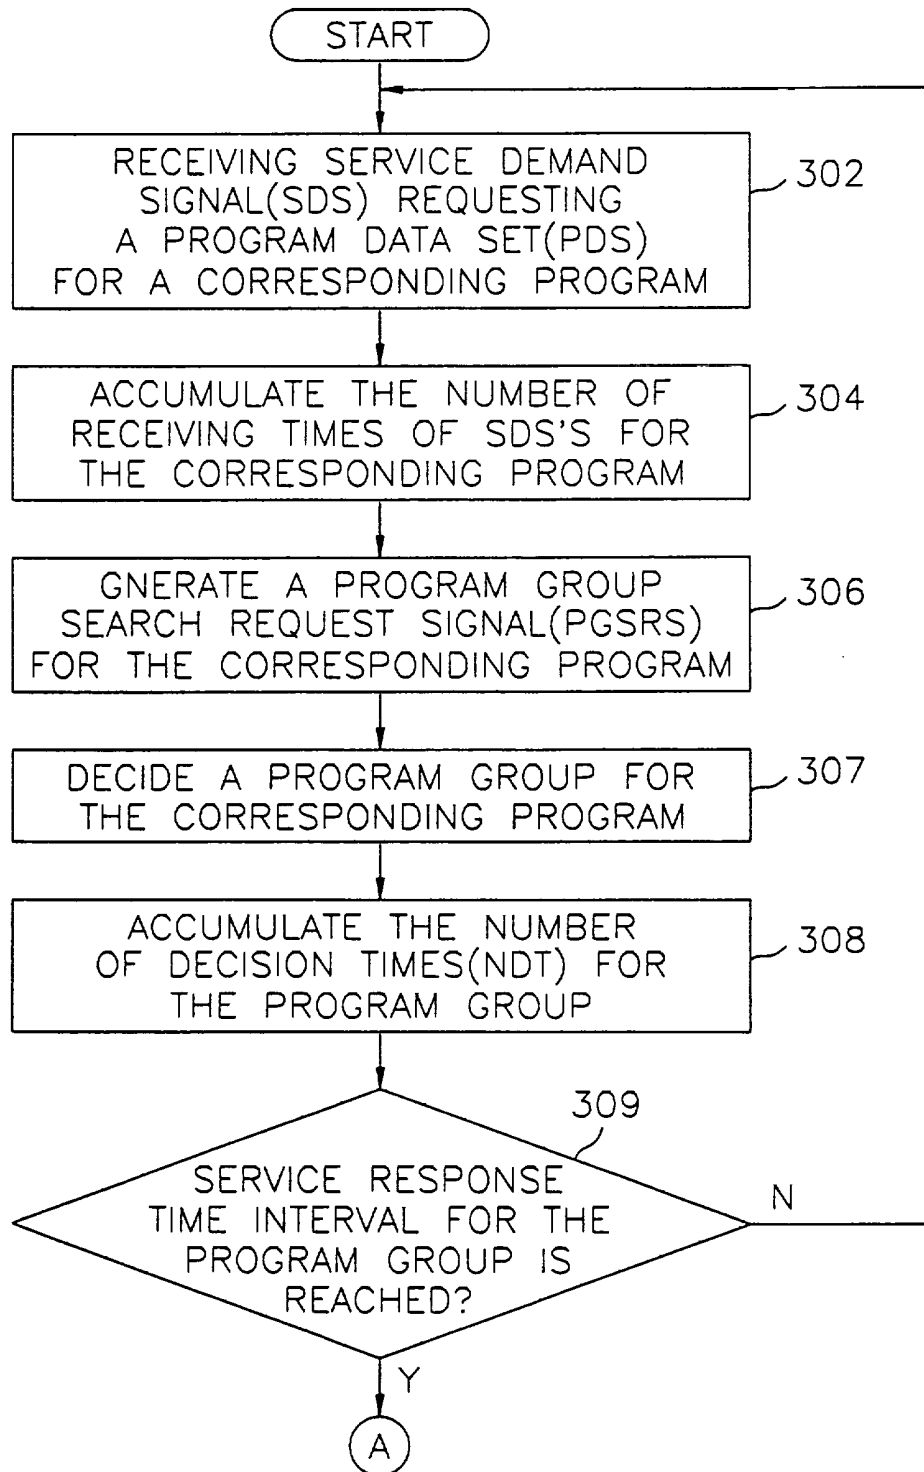 START
RECEIVING SERVICE DEMAND
SIGNAL(SDS) REQUESTING
A PROGRAM DATA SET(PDS)
FOR A CORRESPONDING PROGRAM
302
ACCUMULATE THE NUMBER OF
RECEIVING TIMES OF SDS'S FOR
THE CORRESPONDING PROGRAM
304
GNERATE A PROGRAM GROUP
SEARCH REQUEST SIGNAL(PGSRS)
FOR THE CORRESPONDING PROGRAM
306
DECIDE A PROGRAM GROUP FOR
THE CORRESPONDING PROGRAM
307
ACCUMULATE THE NUMBER
OF DECISION TIMES(NDT) FOR
THE PROGRAM GROUP
308
309
SERVICE RESPONSE
TIME INTERVAL FOR THE
PROGRAM GROUP IS
REACHED?
N
Y
A